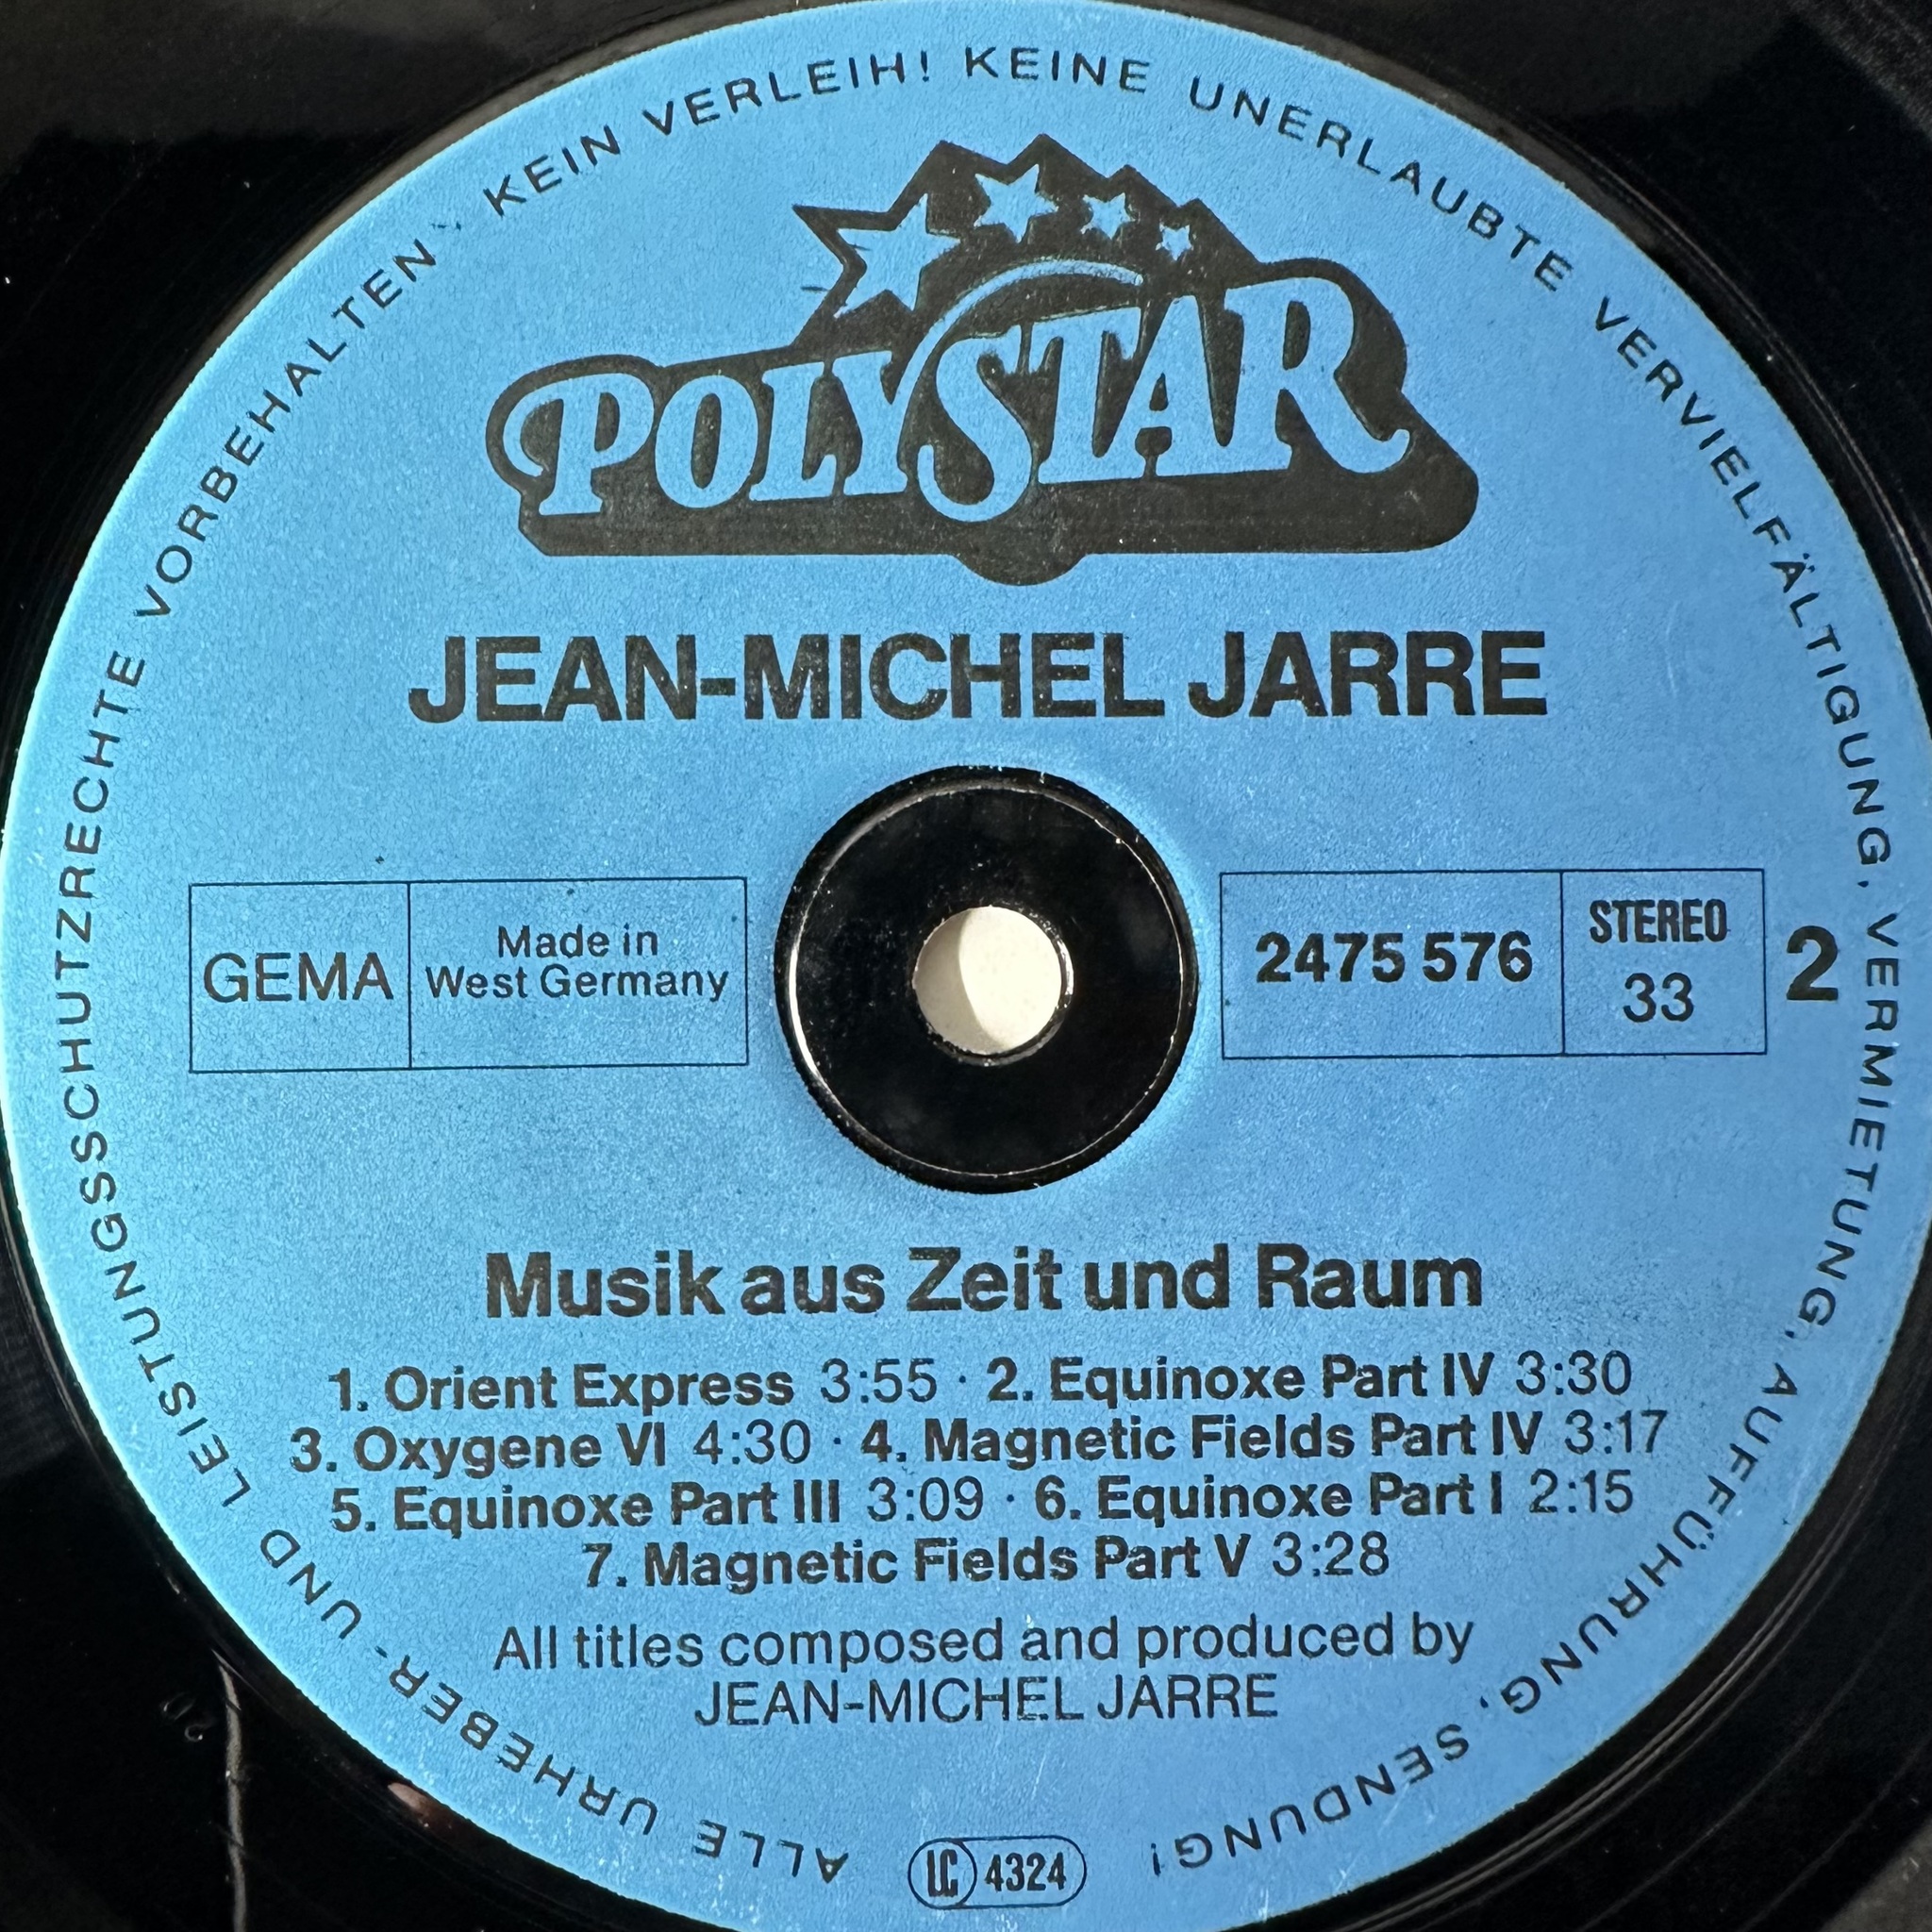 ALLE URHEBER- UND LEISTUNGSSCHUTZRECHTE VORBEHALTEN · KEIN VERLEIH! KEINE UNERLAUBTE VERVIELFÄLTIGUNG, VERMIETUNG, AUFFÜHRUNG, SENDUNG!
POLYSTAR
JEAN-MICHEL JARRE
GEMA
Made in
West Germany
2475 576
STEREO
33
2
Musik aus Zeit und Raum
1. Orient Express 3:55 · 2. Equinoxe Part IV 3:30
3. Oxygene VI 4:30 · 4. Magnetic Fields Part IV 3:17
5. Equinoxe Part III 3:09 · 6. Equinoxe Part I 2:15
7. Magnetic Fields Part V 3:28
All titles composed and produced by
JEAN-MICHEL JARRE
LC 4324